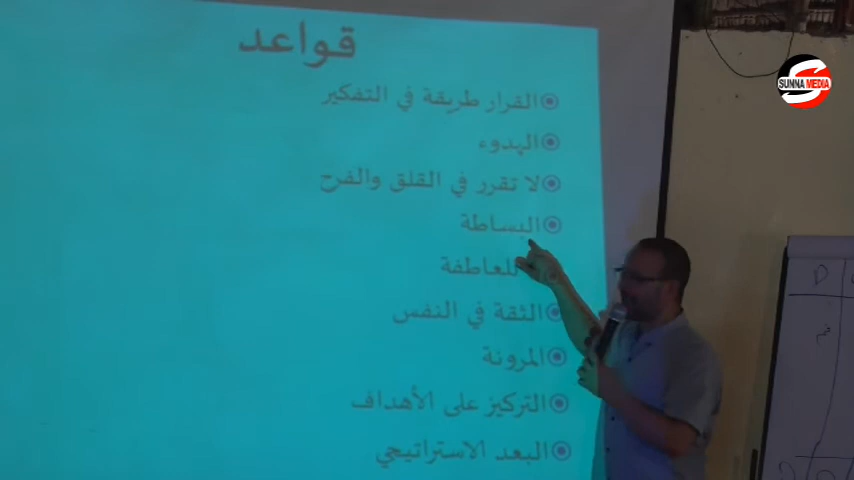 قواعد
القرار طريقة في التفكير
الهدوء
لا تقرر في القلق والفرح
البساطة
للعاطفة
الثقة في النفس
المرونة
التركيز على الأهداف
البعد الاستراتيجي
SUNNA MEDIA
D